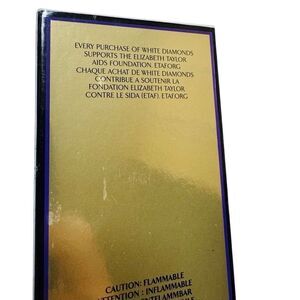 EVERY PURCHASE OF WHITE DIAMONDS
SUPPORTS THE ELIZABETH TAYLOR
AIDS FOUNDATION. ETAF.ORG
CHAQUE ACHAT DE WHITE DIAMONDS
CONTRIBUE A SOUTENIR LA
FONDATION ELIZABETH TAYLOR
CONTRE LE SIDA (ETAF). ETAF.ORG
CAUTION: FLAMMABLE
ATTENTION : INFLAMMABLE
ENTFLAMMBAR